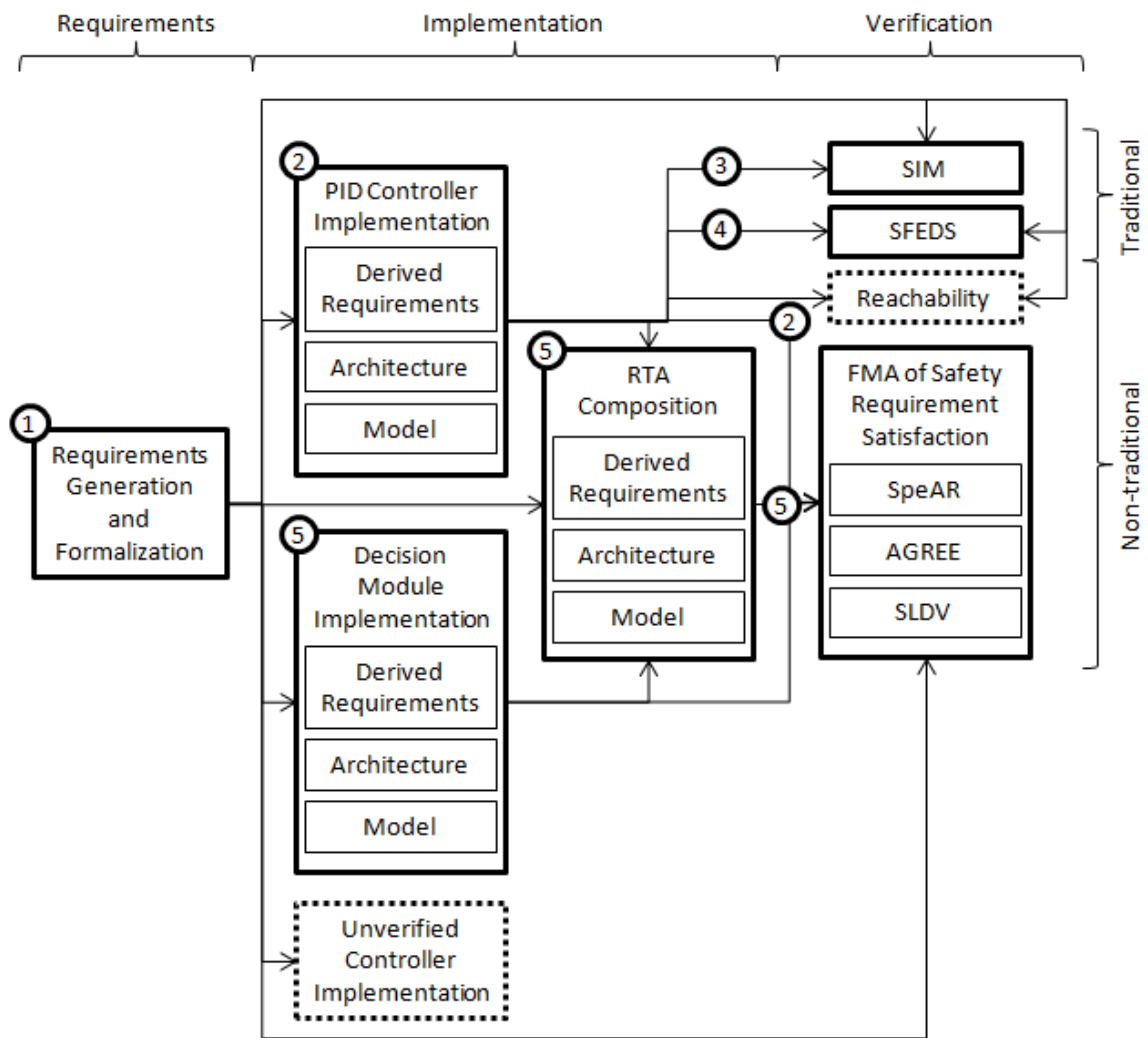 Requirements
Implementation
Verification
2
PID Controller
Implementation
Derived
Requirements
Architecture
Model
3
SIM
4
SFEDS
Reachability
2
Traditional
Non-traditional
1
Requirements
Generation
and
Formalization
5
RTA
Composition
Derived
Requirements
Architecture
Model
5
FMA of Safety
Requirement
Satisfaction
SpeAR
AGREE
SLDV
5
Decision
Module
Implementation
Derived
Requirements
Architecture
Model
Unverified
Controller
Implementation